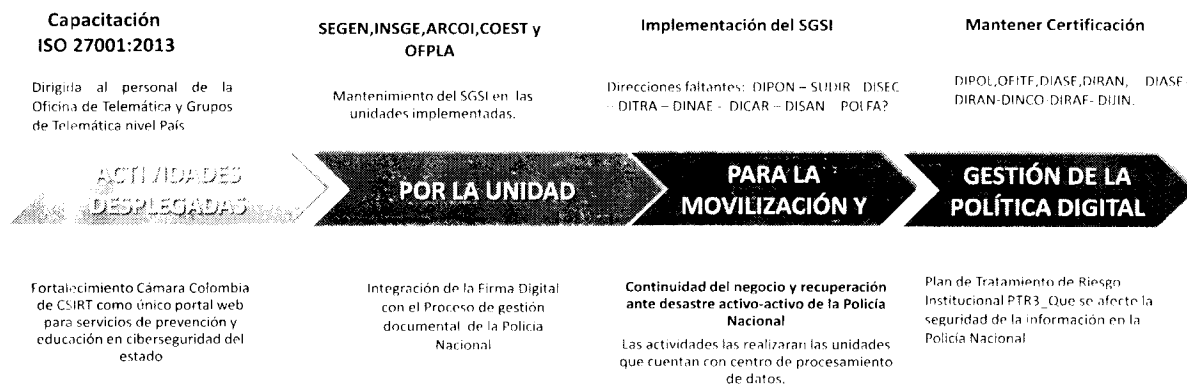 Capacitación
ISO 27001:2013
Dirigida al personal de la
Oficina de Telemática y Grupos
de Telemática nivel País
SEGEN,INSGE,ARCOI,COEST y
OFPLA
Mantenimiento del SGSI en las
unidades implementadas.
Implementación del SGSI
Direcciones faltantes: DIPON – SUDIR DISEC
– DITRA – DINAE - DICAR – DISAN POLFA?
Mantener Certificación
DIPOL,OFITE,DIASE,DIRAN, DIASE-
DIRAN-DINCO-DIRAF- DIJIN.
ACTIVIDADES
DESPLEGADAS
POR LA UNIDAD
PARA LA
MOVILIZACIÓN Y
GESTIÓN DE LA
POLÍTICA DIGITAL
Fortalecimiento Cámara Colombia
de CSIRT como único portal web
para servicios de prevención y
educación en ciberseguridad del
estado
Integración de la Firma Digital
con el Proceso de gestión
documental de la Policía
Nacional
Continuidad del negocio y recuperación
ante desastre activo-activo de la Policía
Nacional
Las actividades las realizaran las unidades
que cuentan con centro de procesamiento
de datos.
Plan de Tratamiento de Riesgo
Institucional PTR3_Que se afecte la
seguridad de la información en la
Policía Nacional